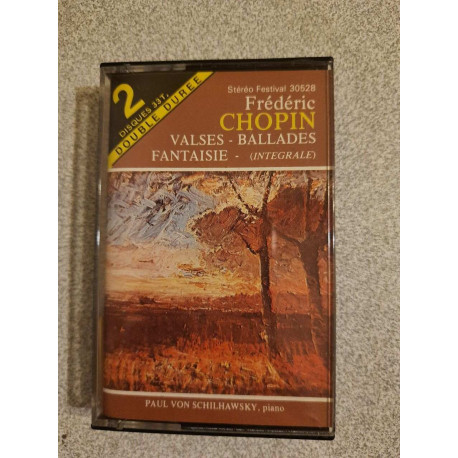 2
DISQUES 33T.
DOUBLE DURÉE
Stéréo Festival 30528
Frédéric
CHOPIN
VALSES - BALLADES
FANTAISIE - (INTEGRALE)
PAUL VON SCHILHAWSKY, piano